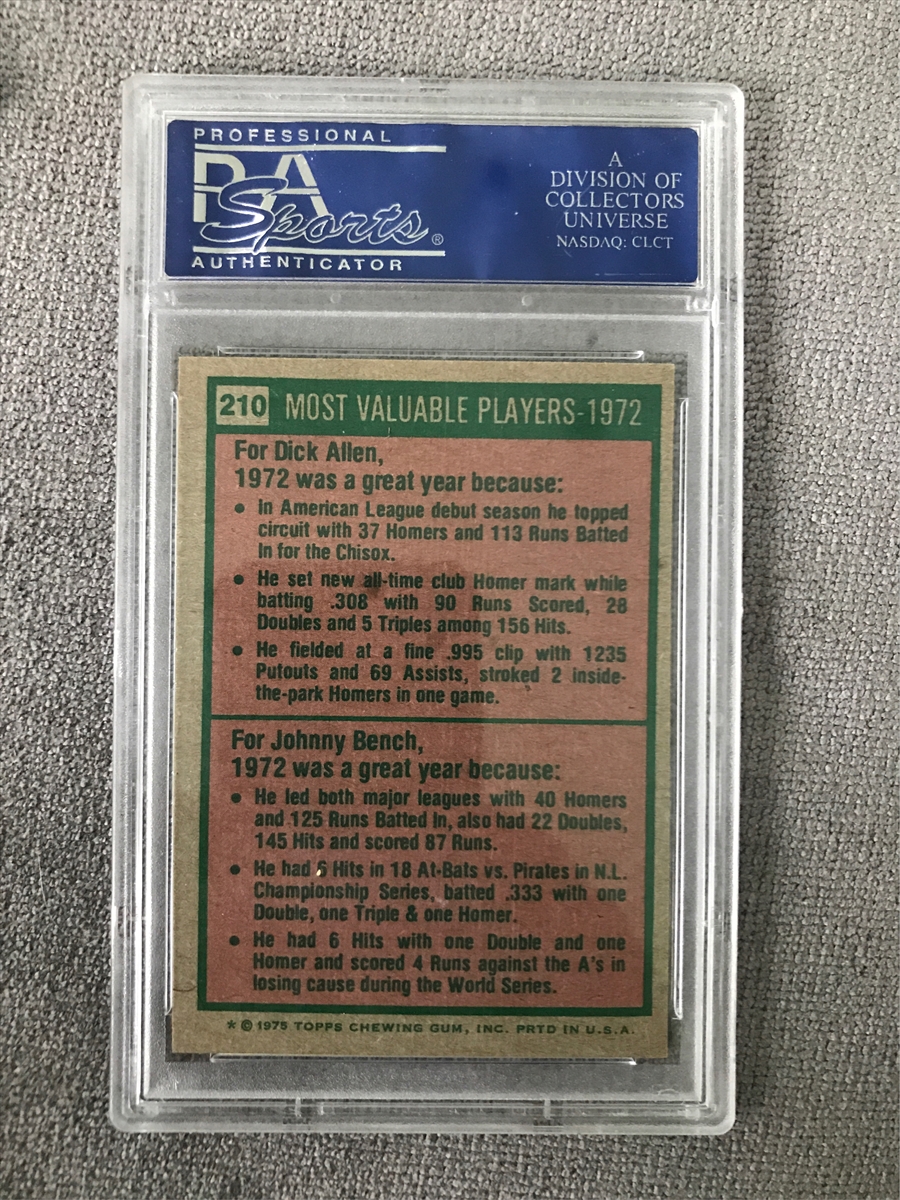 PROFESSIONAL
PSA
Sports®
AUTHENTICATOR
A
DIVISION OF
COLLECTORS
UNIVERSE
NASDAQ: CLCT
210 MOST VALUABLE PLAYERS-1972
For Dick Allen,
1972 was a great year because:
• In American League debut season he topped
circuit with 37 Homers and 113 Runs Batted
In for the Chisox.
• He set new all-time club Homer mark while
batting .308 with 90 Runs Scored, 28
Doubles and 5 Triples among 156 Hits.
• He fielded at a fine .995 clip with 1235
Putouts and 69 Assists, stroked 2 inside-
the-park Homers in one game.
For Johnny Bench,
1972 was a great year because:
• He led both major leagues with 40 Homers
and 125 Runs Batted In, also had 22 Doubles,
145 Hits and scored 87 Runs.
• He had 6 Hits in 18 At-Bats vs. Pirates in N.L.
Championship Series, batted .333 with one
Double, one Triple & one Homer.
• He had 6 Hits with one Double and one
Homer and scored 4 Runs against the A's in
losing cause during the World Series.
* © 1975 TOPPS CHEWING GUM, INC. PRTD IN U.S.A.